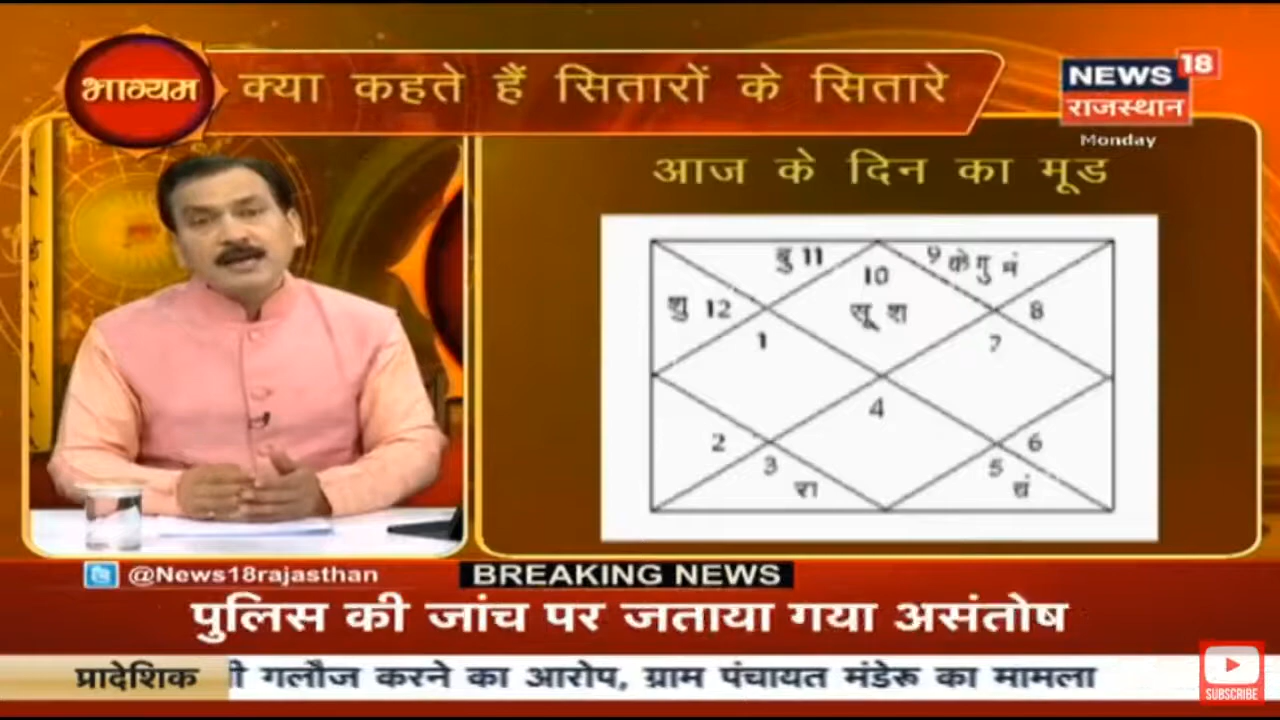 भाग्यम
क्या कहते हैं सितारों के सितारे
NEWS 18
राजस्थान
Monday
आज के दिन का मूड
बु 11
10
9 के गु मं
शु 12
सू श
8
1
7
4
2
6
3
5
रा
चं
@News18rajasthan
BREAKING NEWS
पुलिस की जांच पर जताया गया असंतोष
प्रादेशिक
गलौज करने का आरोप, ग्राम पंचायत मंडेरू का मामला
SUBSCRIBE